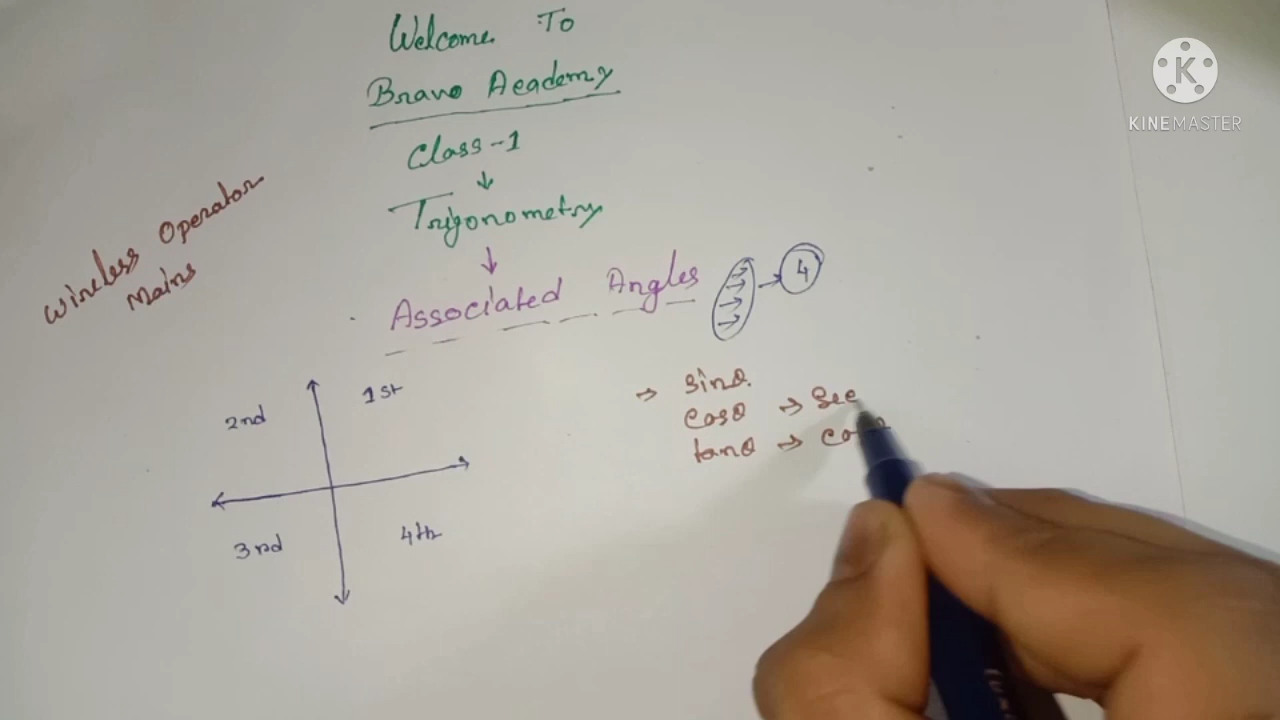 Welcome To
Bravo Academy
Class-1
Trigonometry
Associated Angles
4
Wireless Operator
Mains
1st
2nd
3rd
4th
sinθ
cosθ → Sec
tanθ →
K
KINEMASTER